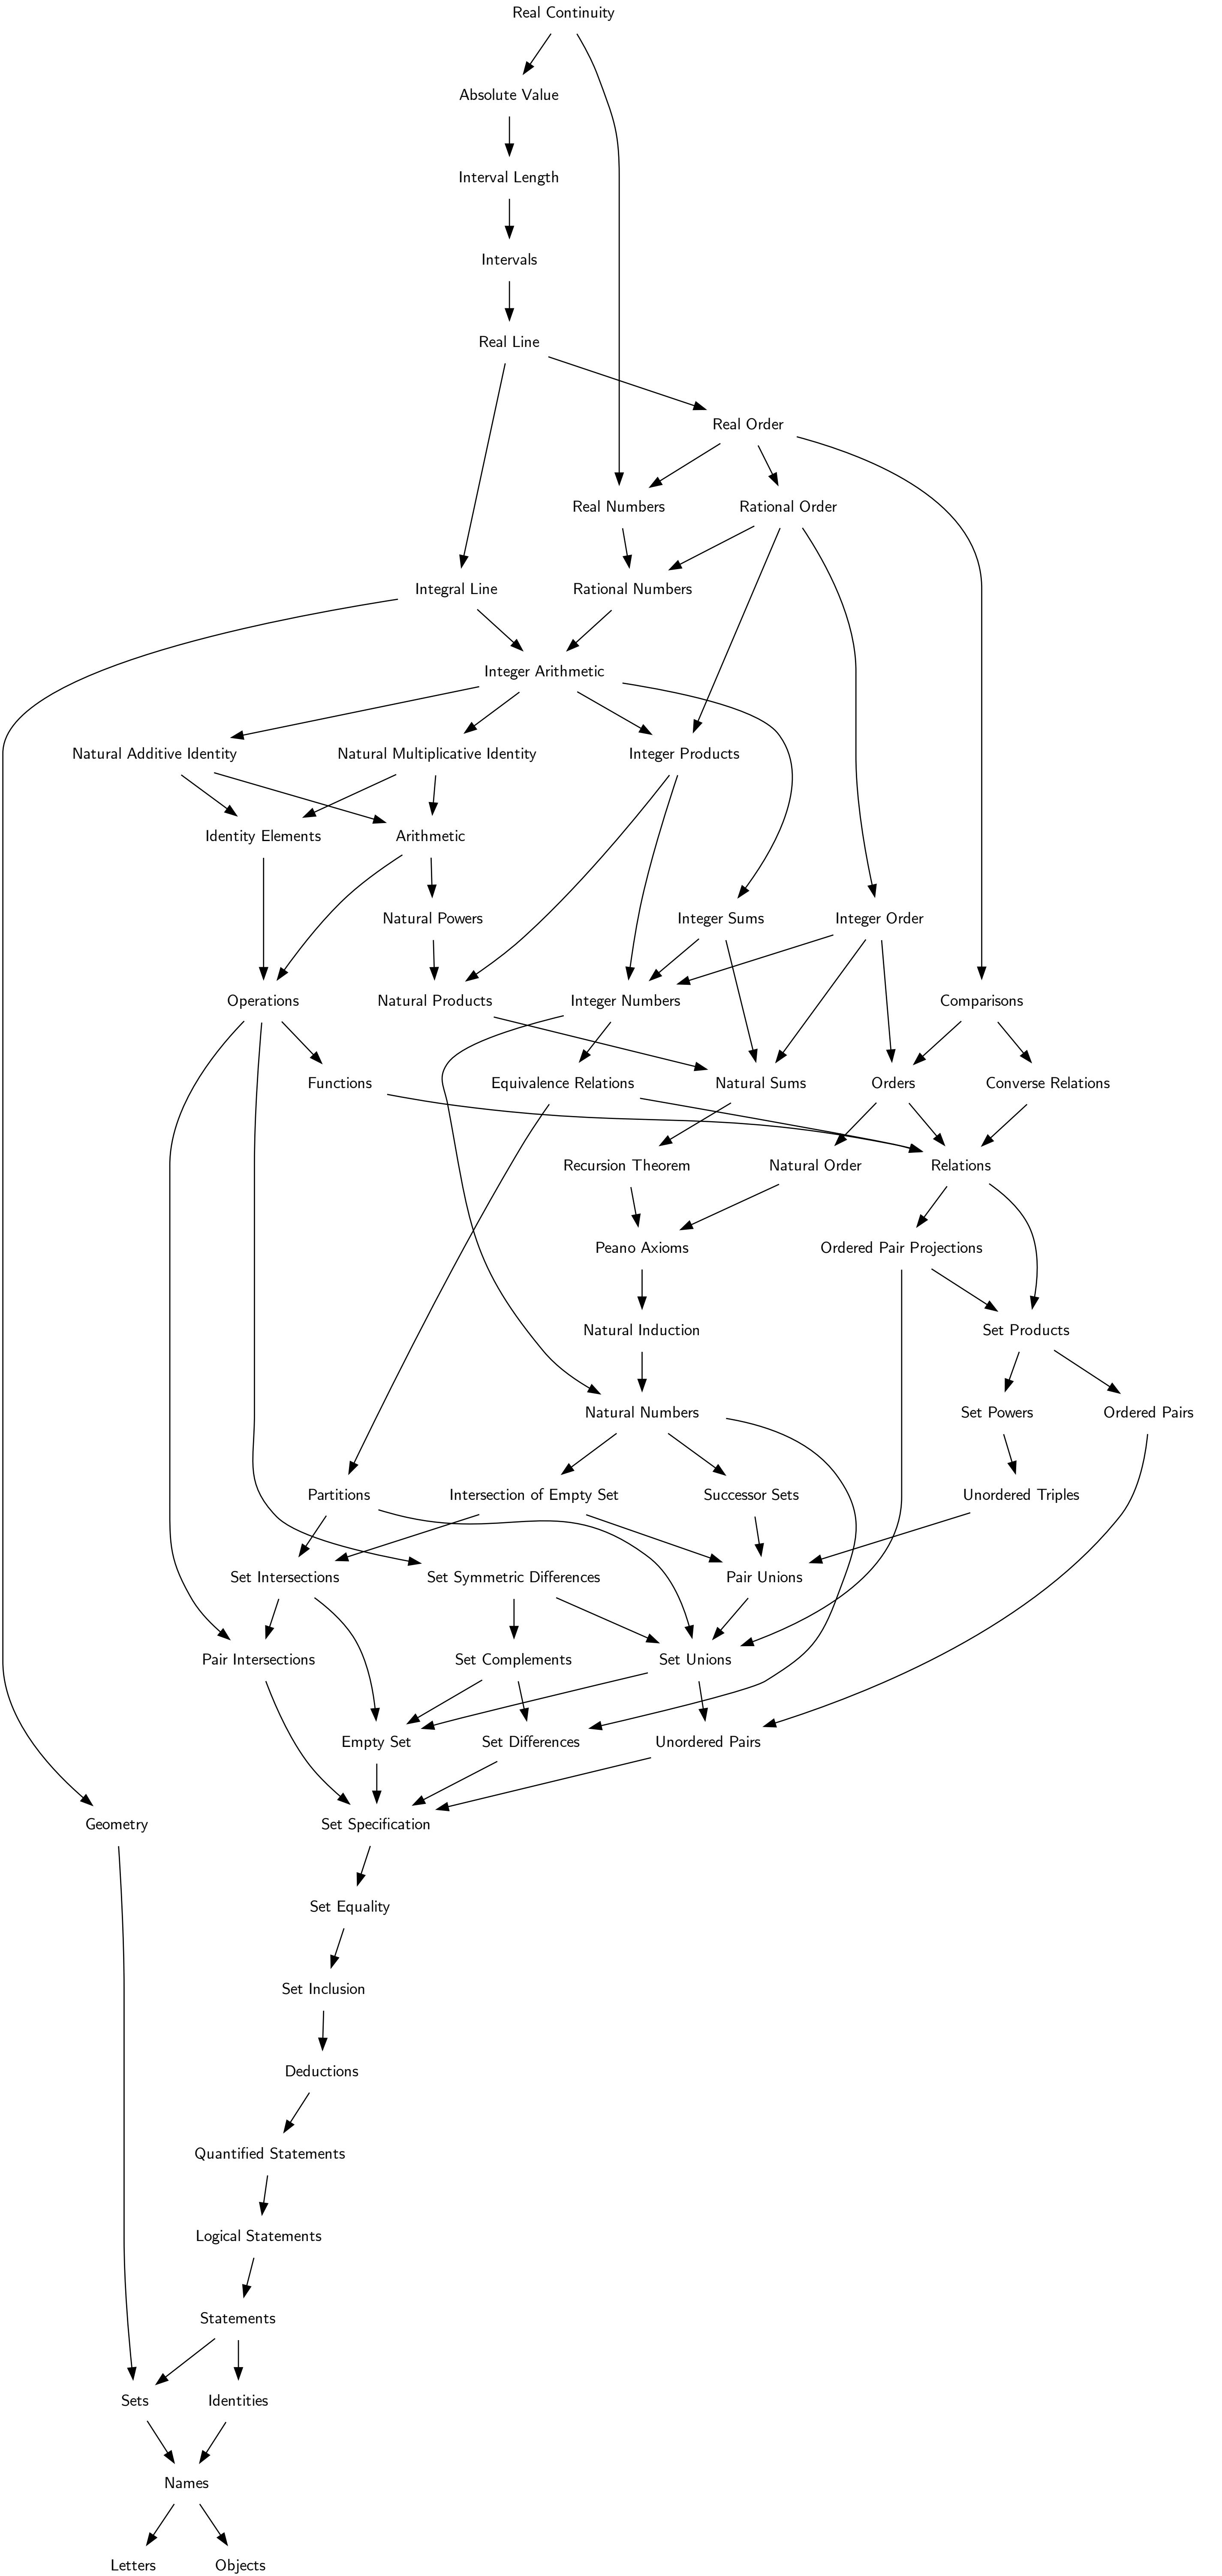 Real Continuity
Absolute Value
Interval Length
Intervals
Real Line
Real Order
Real Numbers
Rational Order
Integral Line
Rational Numbers
Integer Arithmetic
Natural Additive Identity
Natural Multiplicative Identity
Integer Products
Identity Elements
Arithmetic
Natural Powers
Integer Sums
Integer Order
Operations
Natural Products
Integer Numbers
Comparisons
Functions
Equivalence Relations
Natural Sums
Orders
Converse Relations
Recursion Theorem
Natural Order
Relations
Peano Axioms
Ordered Pair Projections
Natural Induction
Set Products
Natural Numbers
Set Powers
Ordered Pairs
Partitions
Intersection of Empty Set
Successor Sets
Unordered Triples
Set Intersections
Set Symmetric Differences
Pair Unions
Pair Intersections
Set Complements
Set Unions
Empty Set
Set Differences
Unordered Pairs
Geometry
Set Specification
Set Equality
Set Inclusion
Deductions
Quantified Statements
Logical Statements
Statements
Sets
Identities
Names
Letters
Objects